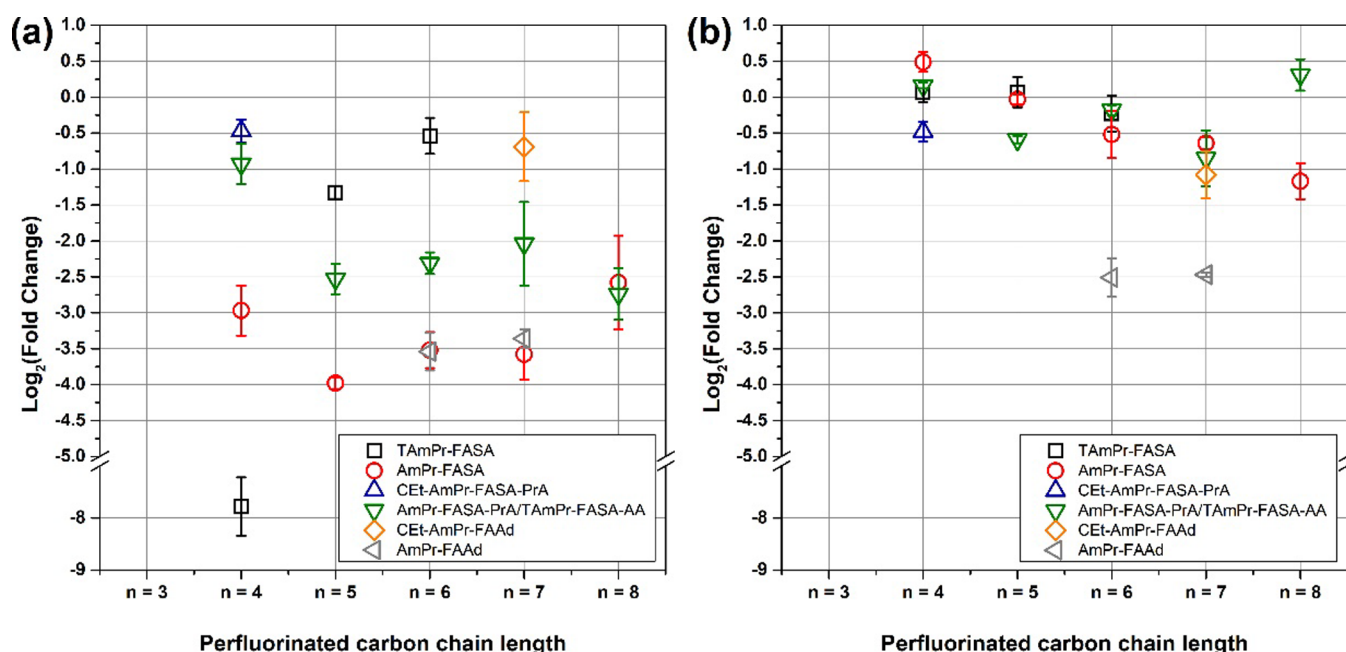 (a)
Log2(Fold Change)
1.0
0.5
0.0
-0.5
-1.0
-1.5
-2.0
-2.5
-3.0
-3.5
-4.0
-4.5
-5.0
-8
-9
TAmPr-FASA
AmPr-FASA
CEt-AmPr-FASA-PrA
AmPr-FASA-PrA/TAmPr-FASA-AA
CEt-AmPr-FAAd
AmPr-FAAd
n = 3 n = 4 n = 5 n = 6 n = 7 n = 8
Perfluorinated carbon chain length
(b)
Log2(Fold Change)
1.0
0.5
0.0
-0.5
-1.0
-1.5
-2.0
-2.5
-3.0
-3.5
-4.0
-4.5
-5.0
-8
-9
TAmPr-FASA
AmPr-FASA
CEt-AmPr-FASA-PrA
AmPr-FASA-PrA/TAmPr-FASA-AA
CEt-AmPr-FAAd
AmPr-FAAd
n = 3 n = 4 n = 5 n = 6 n = 7 n = 8
Perfluorinated carbon chain length